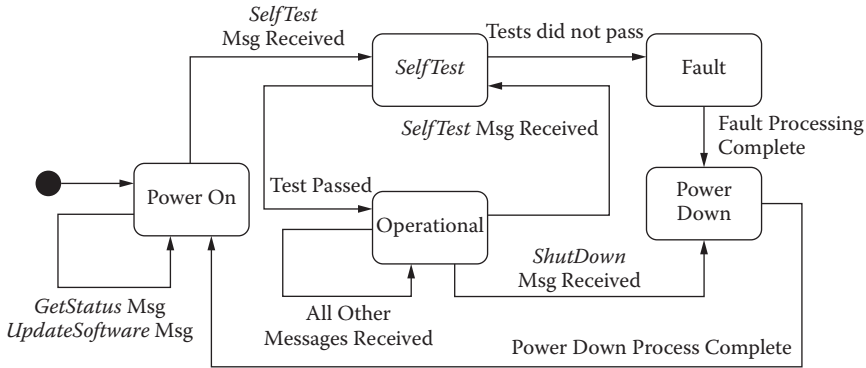 SelfTest
Msg Received
Tests did not pass
SelfTest
Fault
SelfTest Msg Received
Fault Processing
Complete
Power On
Test Passed
Operational
Power
Down
ShutDown
Msg Received
GetStatus Msg
UpdateSoftware Msg
All Other
Messages Received
Power Down Process Complete